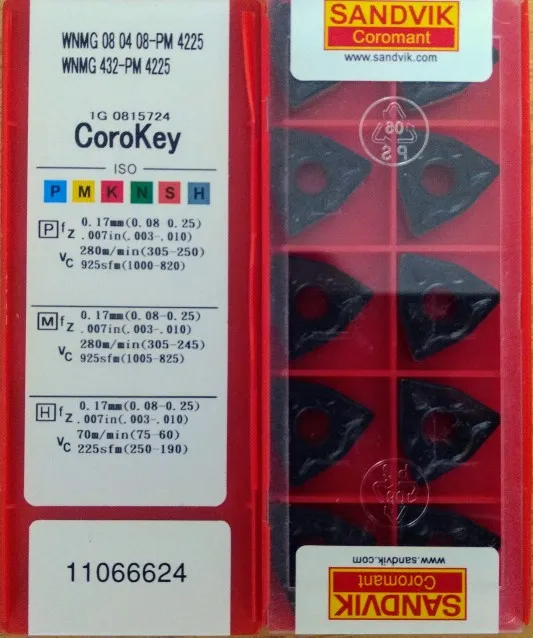 WNMG 08 04 08-PM 4225
WNMG 432-PM 4225
1G 0815724
CoroKey
ISO
P M K N S H
P fz 0.17mm(0.08 0.25)
.007in(.003-.010)
vc 280m/min(305-250)
925sfm(1000-820)
M fz 0.17mm(0.08-0.25)
.007in(.003-.010)
vc 280m/min(305-245)
925sfm(1005-825)
H fz 0.17mm(0.08-0.25)
.007in(.003-.010)
vc 70m/min(75-60)
225sfm(250-190)
11066624
SANDVIK
Coromant
www.sandvik.com
06
PS
www.sandvik.com
SANDVIK
Coromant